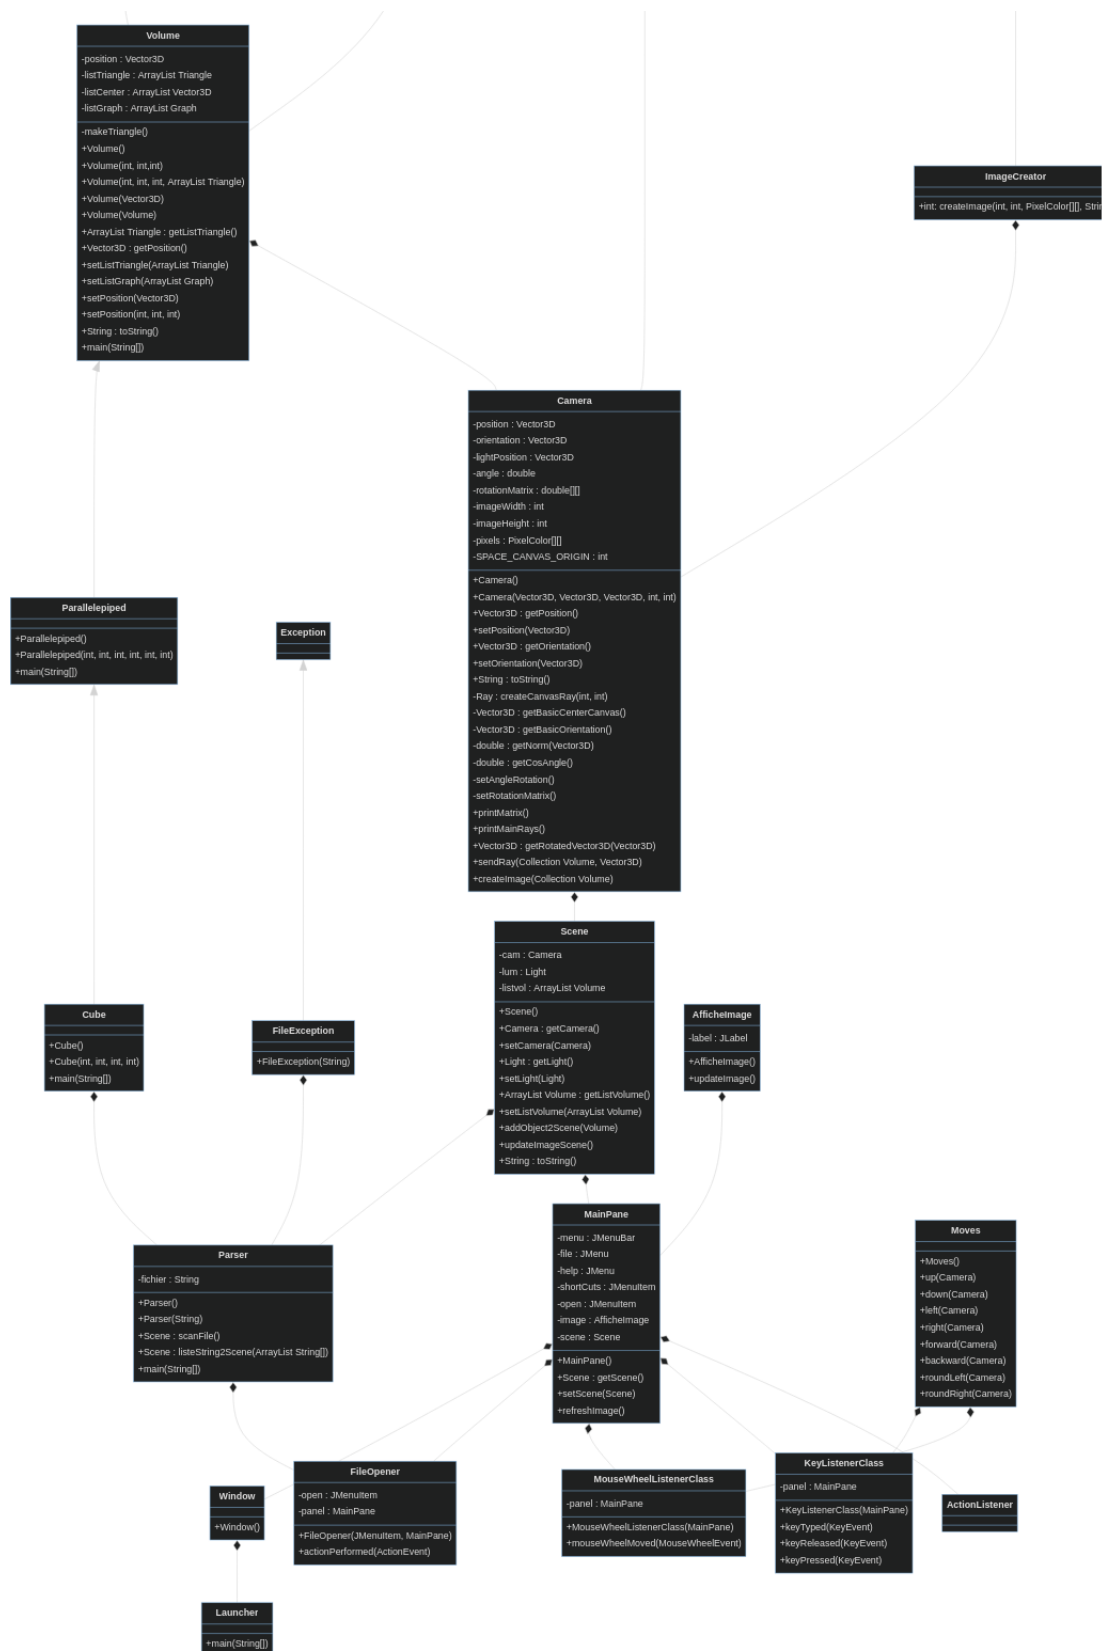 Volume
-position : Vector3D
-listTriangle : ArrayList Triangle
-listCenter : ArrayList Vector3D
-listGraph : ArrayList Graph
-makeTriangle()
+Volume()
+Volume(int, int,int)
+Volume(int, int, int, ArrayList Triangle)
+Volume(Vector3D)
+Volume(Volume)
+ArrayList Triangle : getListTriangle()
+Vector3D : getPosition()
+setListTriangle(ArrayList Triangle)
+setListGraph(ArrayList Graph)
+setPosition(Vector3D)
+setPosition(int, int, int)
+String : toString()
+main(String[])
ImageCreator
+int: createImage(int, int, PixelColor[][], Strin
Camera
-position : Vector3D
-orientation : Vector3D
-lightPosition : Vector3D
-angle : double
-rotationMatrix : double[][]
-imageWidth : int
-imageHeight : int
-pixels : PixelColor[][]
-SPACE_CANVAS_ORIGIN : int
+Camera()
+Camera(Vector3D, Vector3D, Vector3D, int, int)
+Vector3D : getPosition()
+setPosition(Vector3D)
+Vector3D : getOrientation()
+setOrientation(Vector3D)
+String : toString()
-Ray : createCanvasRay(int, int)
-Vector3D : getBasicCenterCanvas()
-Vector3D : getBasicOrientation()
-double : getNorm(Vector3D)
-double : getCosAngle()
-setAngleRotation()
-setRotationMatrix()
+printMatrix()
+printMainRays()
+Vector3D : getRotatedVector3D(Vector3D)
+sendRay(Collection Volume, Vector3D)
+createImage(Collection Volume)
Parallelepiped
+Parallelepiped()
+Parallelepiped(int, int, int, int, int, int)
+main(String[])
Exception
Scene
-cam : Camera
-lum : Light
-listvol : ArrayList Volume
+Scene()
+Camera : getCamera()
+setCamera(Camera)
+Light : getLight()
+setLight(Light)
+ArrayList Volume : getListVolume()
+setListVolume(ArrayList Volume)
+addObject2Scene(Volume)
+updateImageScene()
+String : toString()
Cube
+Cube()
+Cube(int, int, int, int)
+main(String[])
FileException
+FileException(String)
AfficheImage
-label : JLabel
+AfficheImage()
+updateImage()
MainPane
-menu : JMenuBar
-file : JMenu
-help : JMenu
-shortCuts : JMenuItem
-open : JMenuItem
-image : AfficheImage
-scene : Scene
+MainPane()
+Scene : getScene()
+setScene(Scene)
+refreshImage()
Moves
+Moves()
+up(Camera)
+down(Camera)
+left(Camera)
+right(Camera)
+forward(Camera)
+backward(Camera)
+roundLeft(Camera)
+roundRight(Camera)
Parser
-fichier : String
+Parser()
+Parser(String)
+Scene : scanFile()
+Scene : listeString2Scene(ArrayList String[])
+main(String[])
FileOpener
-open : JMenuItem
-panel : MainPane
+FileOpener(JMenuItem, MainPane)
+actionPerformed(ActionEvent)
MouseWheelListenerClass
-panel : MainPane
+MouseWheelListenerClass(MainPane)
+mouseWheelMoved(MouseWheelEvent)
KeyListenerClass
-panel : MainPane
+KeyListenerClass(MainPane)
+keyTyped(KeyEvent)
+keyReleased(KeyEvent)
+keyPressed(KeyEvent)
ActionListener
Window
+Window()
Launcher
+main(String[])